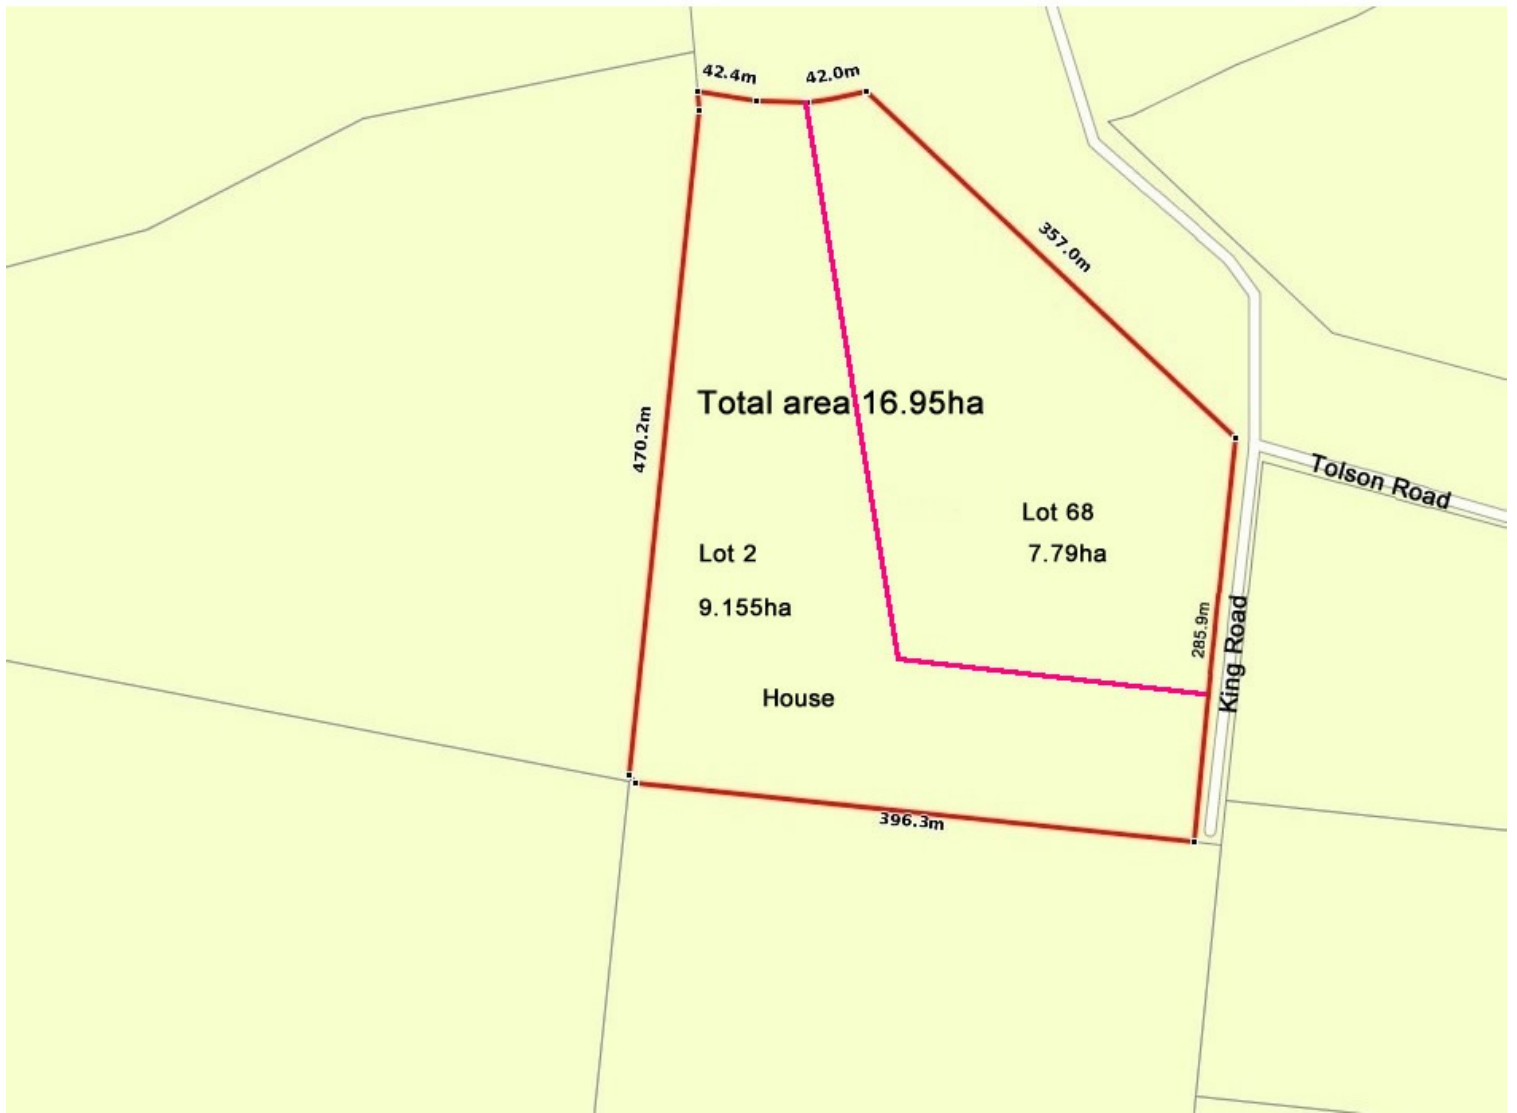 42.4m
42.0m
357.0m
Total area 16.95ha
470.2m
Tolson Road
Lot 68
7.79ha
Lot 2
9.155ha
285.9m
King Road
House
396.3m